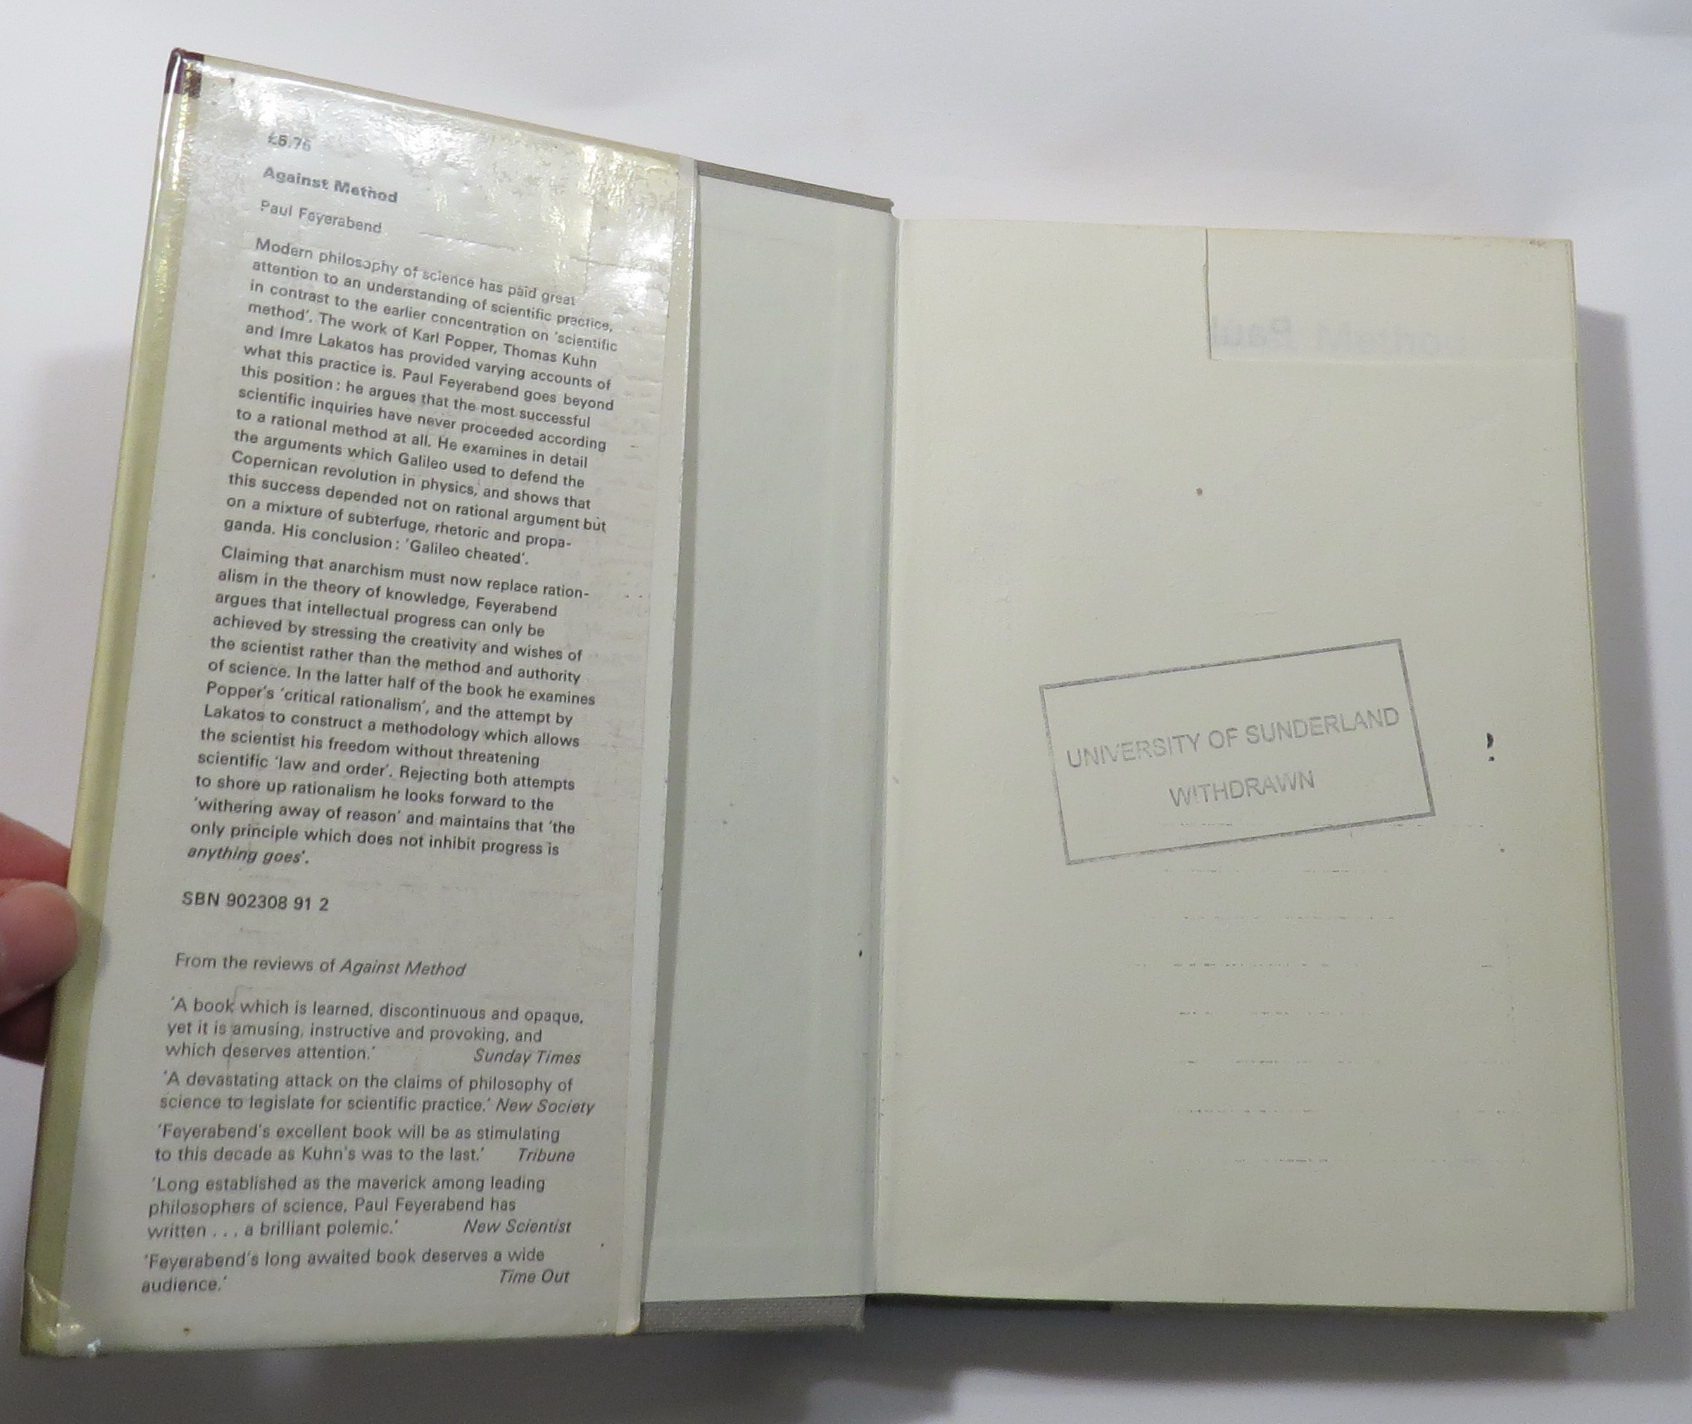 £5.75
Against Method
Paul Feyerabend
Modern philosophy of science has paid great
attention to an understanding of scientific practice,
in contrast to the earlier concentration on 'scientific
method'. The work of Karl Popper, Thomas Kuhn
and Imre Lakatos has provided varying accounts of
what this practice is. Paul Feyerabend goes beyond
this position : he argues that the most successful
scientific inquiries have never proceeded according
to a rational method at all. He examines in detail
the arguments which Galileo used to defend the
Copernican revolution in physics, and shows that
this success depended not on rational argument but
on a mixture of subterfuge, rhetoric and propa-
ganda. His conclusion : 'Galileo cheated'.
Claiming that anarchism must now replace ration-
alism in the theory of knowledge, Feyerabend
argues that intellectual progress can only be
achieved by stressing the creativity and wishes of
the scientist rather than the method and authority
of science. In the latter half of the book he examines
Popper's 'critical rationalism', and the attempt by
Lakatos to construct a methodology which allows
the scientist his freedom without threatening
scientific 'law and order'. Rejecting both attempts
to shore up rationalism he looks forward to the
'withering away of reason' and maintains that 'the
only principle which does not inhibit progress is
anything goes'.
SBN 902308 91 2
From the reviews of Against Method
'A book which is learned, discontinuous and opaque,
yet it is amusing, instructive and provoking, and
which deserves attention.' Sunday Times
'A devastating attack on the claims of philosophy of
science to legislate for scientific practice.' New Society
'Feyerabend's excellent book will be as stimulating
to this decade as Kuhn's was to the last.' Tribune
'Long established as the maverick among leading
philosophers of science, Paul Feyerabend has
written . . . a brilliant polemic.' New Scientist
'Feyerabend's long awaited book deserves a wide
audience.' Time Out
UNIVERSITY OF SUNDERLAND
WITHDRAWN